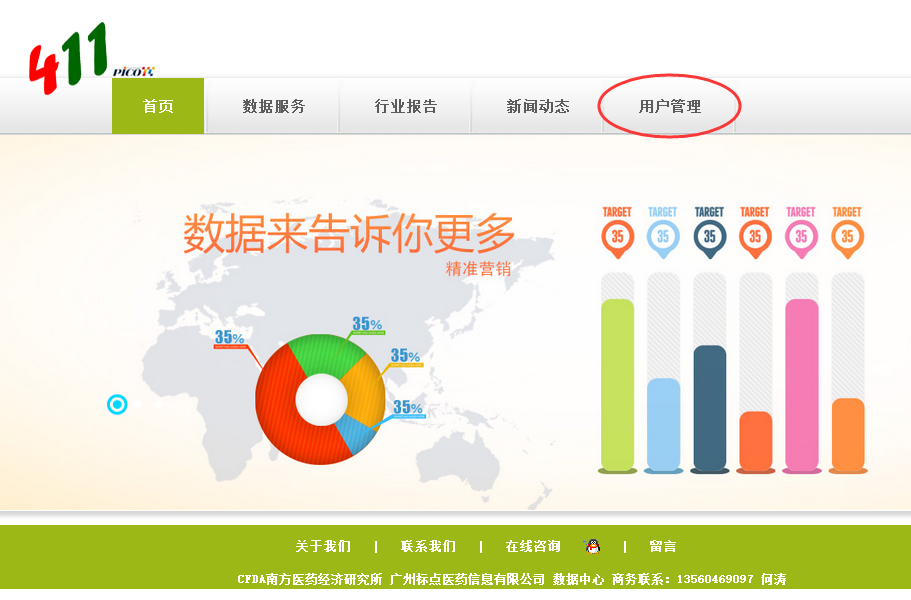 411
PICO
首页 数据服务 行业报告 新闻动态 用户管理
数据来告诉你更多
精准营销
TARGET TARGET TARGET TARGET TARGET TARGET
35 35 35 35 35 35
35%
35%
35%
35%
关于我们 | 联系我们 | 在线咨询 | 留言
CFDA南方医药经济研究所 广州标点医药信息有限公司 数据中心 商务联系：13560469097 何涛